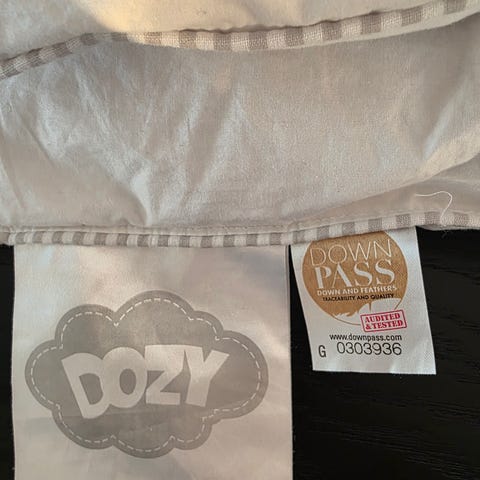 DOWN
PASS
DOWN AND FEATHERS
TRACEABILITY AND QUALITY
AUDITED
& TESTED
www.downpass.com
G 0303936
DOZY